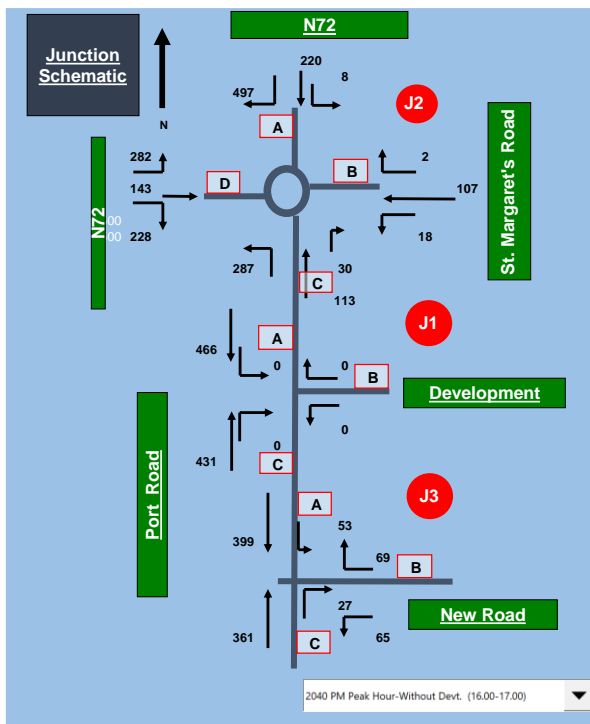 N72
Junction
Schematic
N
220
497
8
J2
A
282
2
D
B
143
107
N72
00
00
228
18
St. Margaret's Road
287
30
C
113
J1
A
466
0
0
B
Development
0
0
431
C
Port Road
J3
A
53
399
69
B
27
New Road
361
C
65
2040 PM Peak Hour-Without Devt. (16.00-17.00)